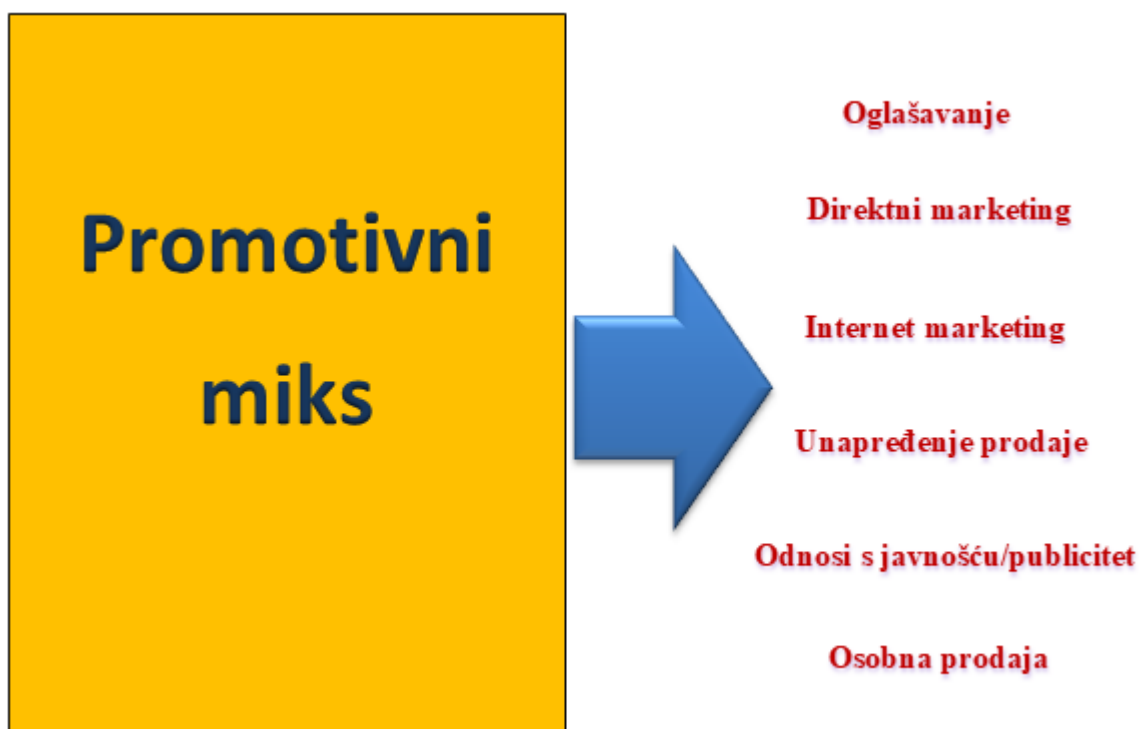 Promotivni
miks
Oglašavanje
Direktni marketing
Internet marketing
Unapređenje prodaje
Odnosi s javnošću/publicitet
Osobna prodaja